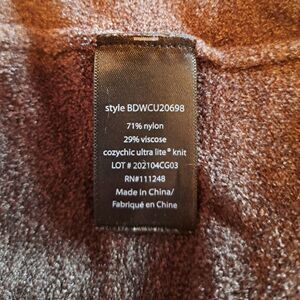 style BDWCU20698
71% nylon
29% viscose
cozychic ultra lite® knit
LOT # 202104CG03
RN#111248
Made in China/
Fabriqué en Chine